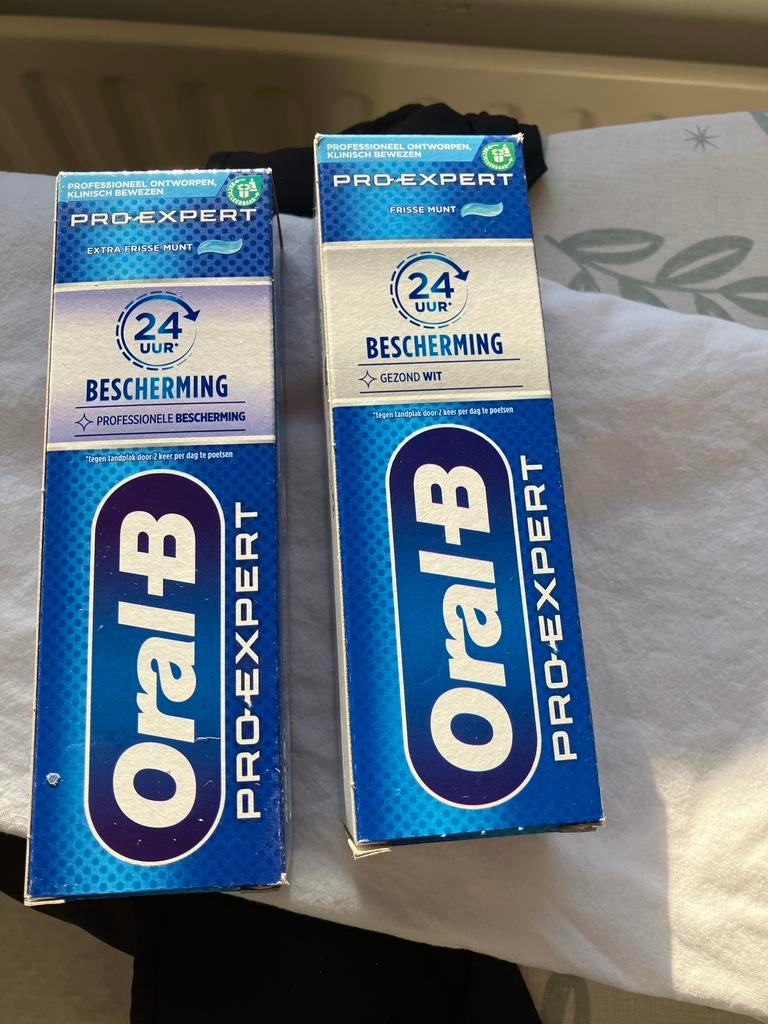 PROFESSIONEEL ONTWORPEN,
KLINISCH BEWEZEN
PRO-EXPERT
EXTRA FRISSE MUNT
24
UUR*
BESCHERMING
PROFESSIONELE BESCHERMING
*tegen tandplak door 2 keer per dag te poetsen
Oral-B
PRO-EXPERT
PROFESSIONEEL ONTWORPEN,
KLINISCH BEWEZEN
PRO-EXPERT
FRISSE MUNT
24
UUR*
BESCHERMING
GEZOND WIT
*tegen tandplak door 2 keer per dag te poetsen
Oral-B
PRO-EXPERT